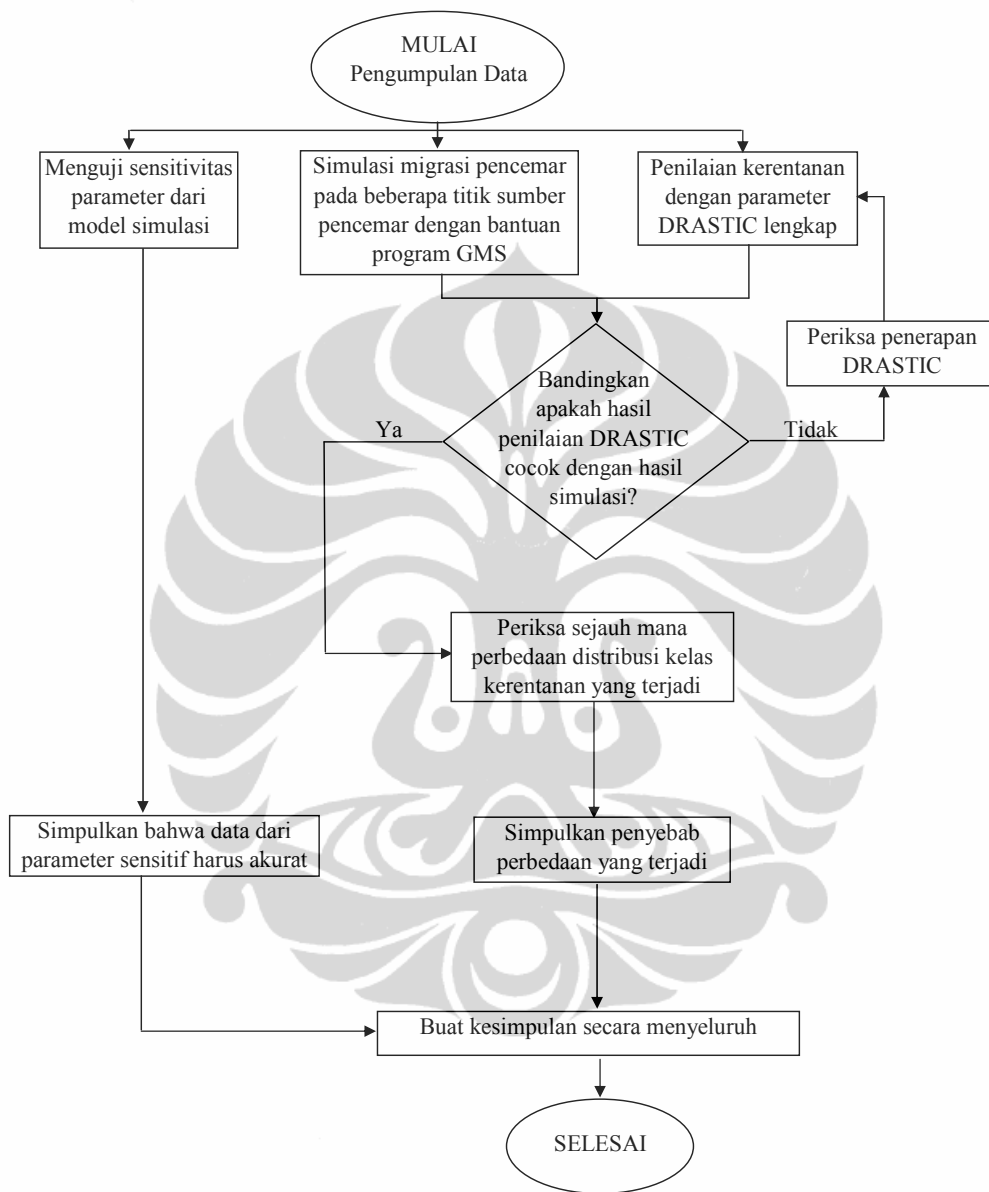 MULAI
Pengumpulan Data
Menguji sensitivitas
parameter dari
model simulasi
Simulasi migrasi pencemar
pada beberapa titik sumber
pencemar dengan bantuan
program GMS
Penilaian kerentanan
dengan parameter
DRASTIC lengkap
Periksa penerapan
DRASTIC
Bandingkan
apakah hasil
penilaian DRASTIC
cocok dengan hasil
simulasi?
Ya
Tidak
Periksa sejauh mana
perbedaan distribusi kelas
kerentanan yang terjadi
Simpulkan bahwa data dari
parameter sensitif harus akurat
Simpulkan penyebab
perbedaan yang terjadi
Buat kesimpulan secara menyeluruh
SELESAI